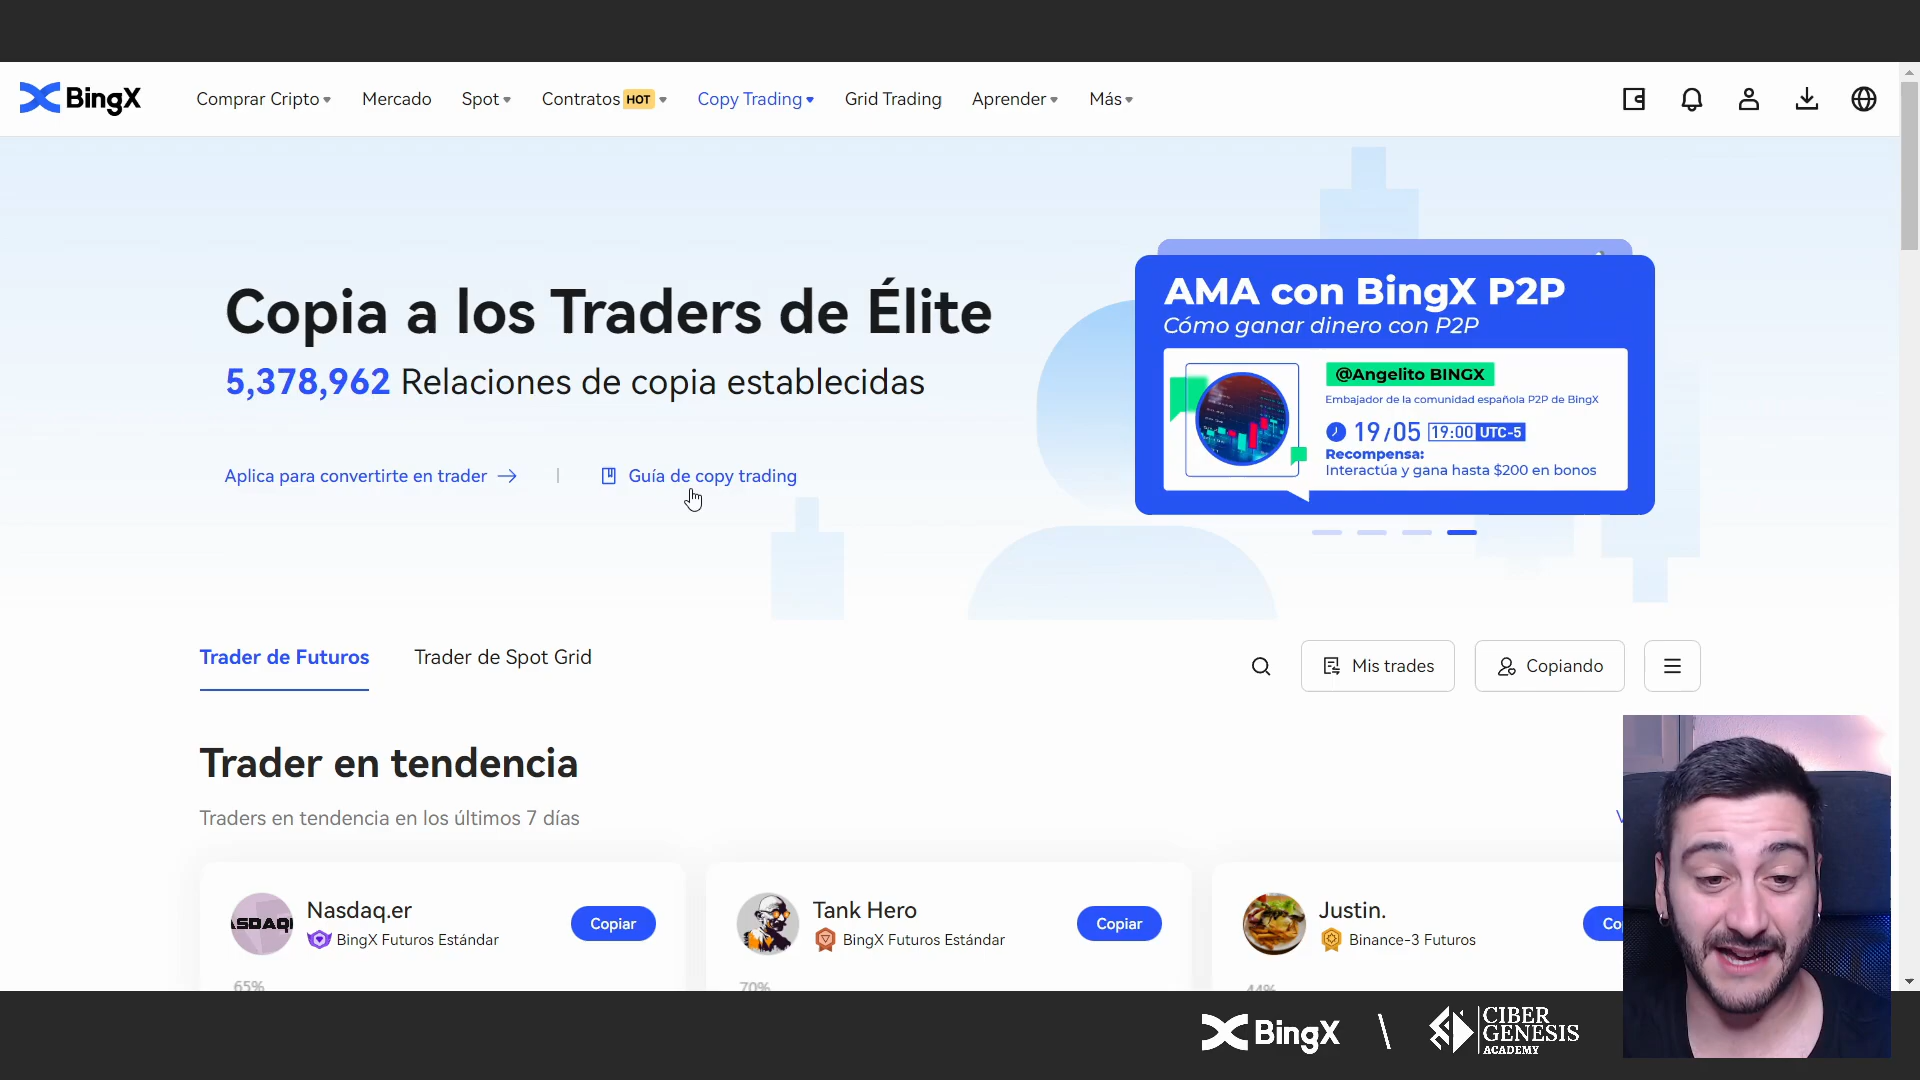 BingX
Comprar Cripto
Mercado
Spot
Contratos HOT
Copy Trading
Grid Trading
Aprender
Más
Copia a los Traders de Élite
5,378,962 Relaciones de copia establecidas
Aplica para convertirte en trader
Guía de copy trading
AMA con BingX P2P
Cómo ganar dinero con P2P
@Angelito BINGX
Embajador de la comunidad española P2P de BingX
19/05 19:00 UTC-5
Recompensa:
Interactúa y gana hasta $200 en bonos
Trader de Futuros
Trader de Spot Grid
Mis trades
Copiando
Trader en tendencia
Traders en tendencia en los últimos 7 días
Nasdaq.er
BingX Futuros Estándar
Copiar
Tank Hero
BingX Futuros Estándar
Copiar
Justin.
Binance-3 Futuros
65%
70%
44%
BingX \ CIBER
GENESIS
ACADEMY